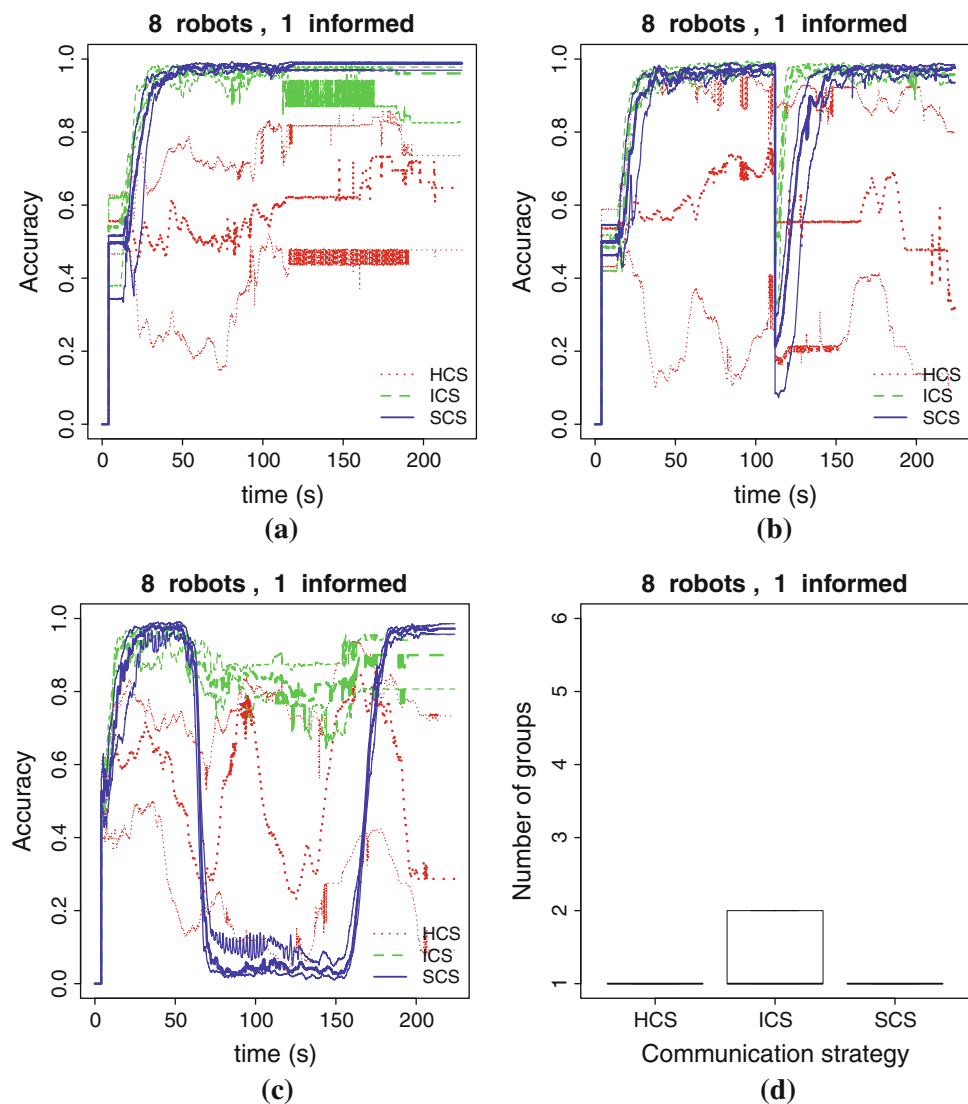 8 robots , 1 informed
Accuracy
1.0
0.8
0.6
0.4
0.2
0.0
HCS
ICS
SCS
0 50 100 150 200
time (s)
(a)
8 robots , 1 informed
Accuracy
1.0
0.8
0.6
0.4
0.2
0.0
HCS
ICS
SCS
0 50 100 150 200
time (s)
(b)
8 robots , 1 informed
Accuracy
1.0
0.8
0.6
0.4
0.2
0.0
HCS
ICS
SCS
0 50 100 150 200
time (s)
(c)
8 robots , 1 informed
Number of groups
6
5
4
3
2
1
HCS ICS SCS
Communication strategy
(d)